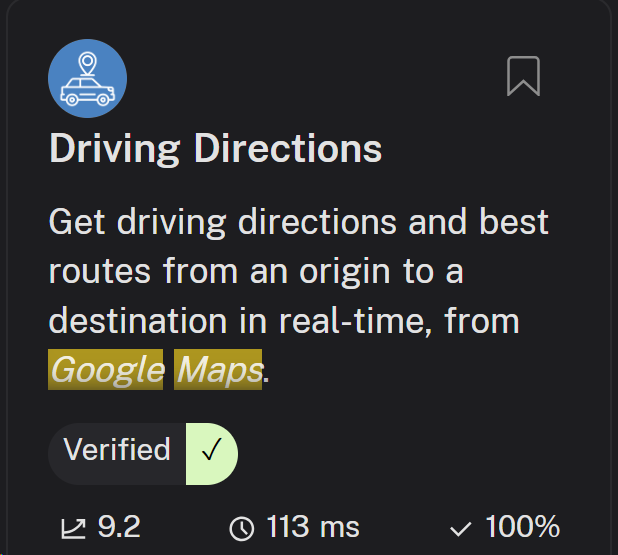 Driving Directions
Get driving directions and best
routes from an origin to a
destination in real-time, from
Google Maps.
Verified ✓
9.2 113 ms 100%